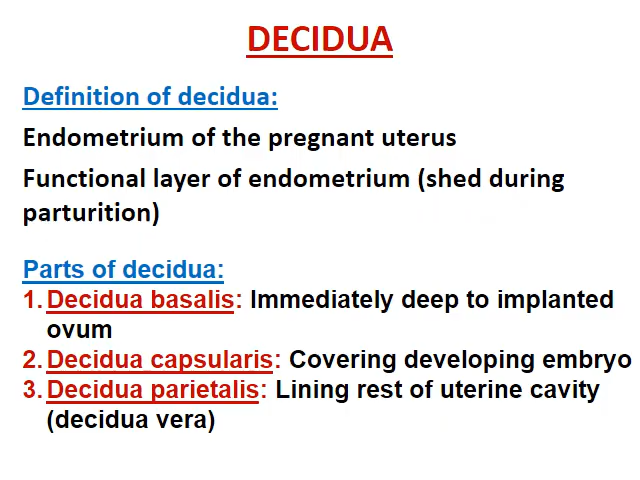 DECIDUA
Definition of decidua:
Endometrium of the pregnant uterus
Functional layer of endometrium (shed during
parturition)
Parts of decidua:
1. Decidua basalis: Immediately deep to implanted
ovum
2. Decidua capsularis: Covering developing embryo
3. Decidua parietalis: Lining rest of uterine cavity
(decidua vera)